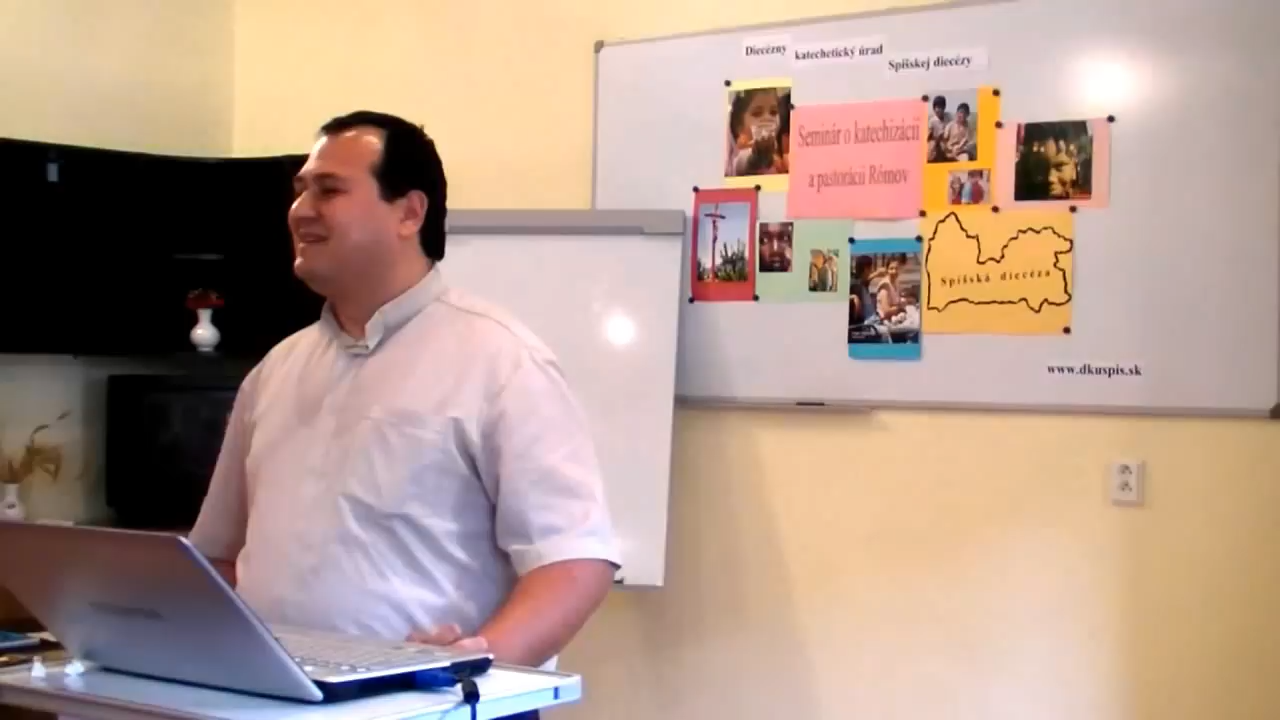 Diecézny katechetický úrad
Spišskej diecézy
Seminár o katechizácii
a pastorácii Rómov
Spišská diecéza
www.dkuspis.sk